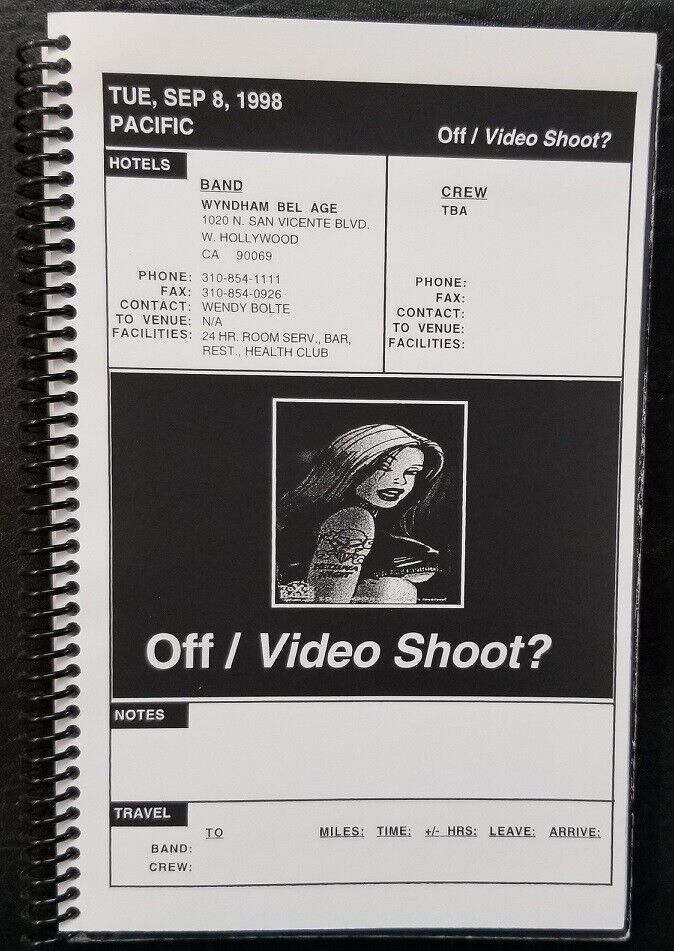 TUE, SEP 8, 1998
PACIFIC
Off / Video Shoot?
HOTELS
BAND
WYNDHAM BEL AGE
1020 N. SAN VICENTE BLVD.
W. HOLLYWOOD
CA 90069
PHONE: 310-854-1111
FAX: 310-854-0926
CONTACT: WENDY BOLTE
TO VENUE: N/A
FACILITIES: 24 HR. ROOM SERV., BAR,
REST., HEALTH CLUB
CREW
TBA
PHONE:
FAX:
CONTACT:
TO VENUE:
FACILITIES:
Off / Video Shoot?
NOTES
TRAVEL
TO MILES: TIME: +/- HRS: LEAVE: ARRIVE:
BAND:
CREW: